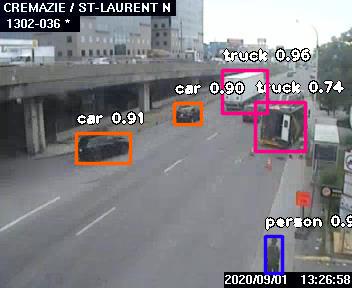 CREMAZIE / ST-LAURENT N
1302-036 *
truck 0.96
car 0.90
truck 0.74
car 0.91
person 0.9
2020/09/01 13:26:58